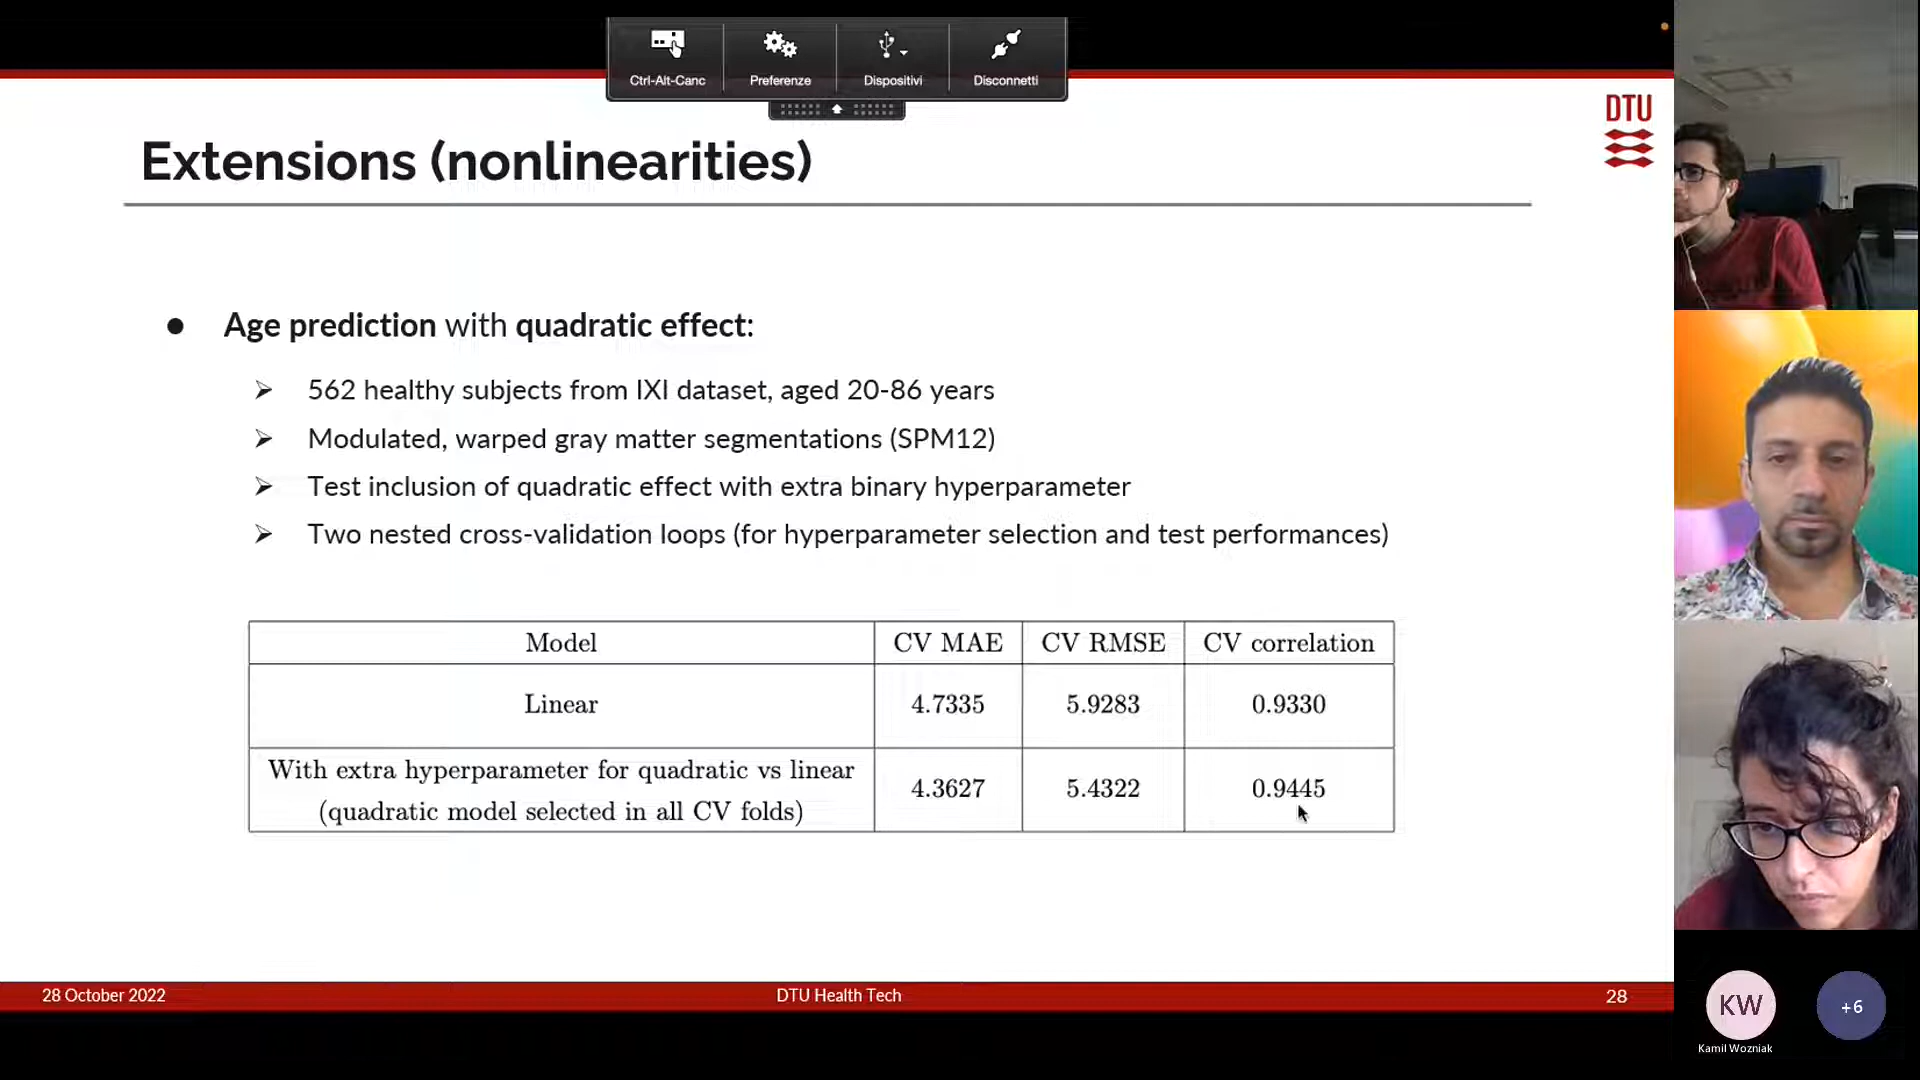 Ctrl-Alt-Canc
Preferenze
Dispositivi
Disconnetti
DTU
Extensions (nonlinearities)
● Age prediction with quadratic effect:
➢ 562 healthy subjects from IXI dataset, aged 20-86 years
➢ Modulated, warped gray matter segmentations (SPM12)
➢ Test inclusion of quadratic effect with extra binary hyperparameter
➢ Two nested cross-validation loops (for hyperparameter selection and test performances)
Model CV MAE CV RMSE CV correlation
Linear 4.7335 5.9283 0.9330
With extra hyperparameter for quadratic vs linear
(quadratic model selected in all CV folds) 4.3627 5.4322 0.9445
28 October 2022 DTU Health Tech 28
KW
+6
Kamil Wozniak